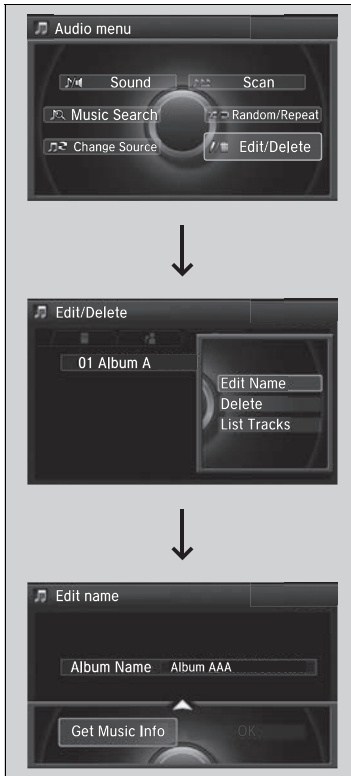 Audio menu
Sound
Scan
Music Search
Random/Repeat
Change Source
Edit/Delete
Edit/Delete
01 Album A
Edit Name
Delete
List Tracks
Edit name
Album Name Album AAA
Get Music Info
OK